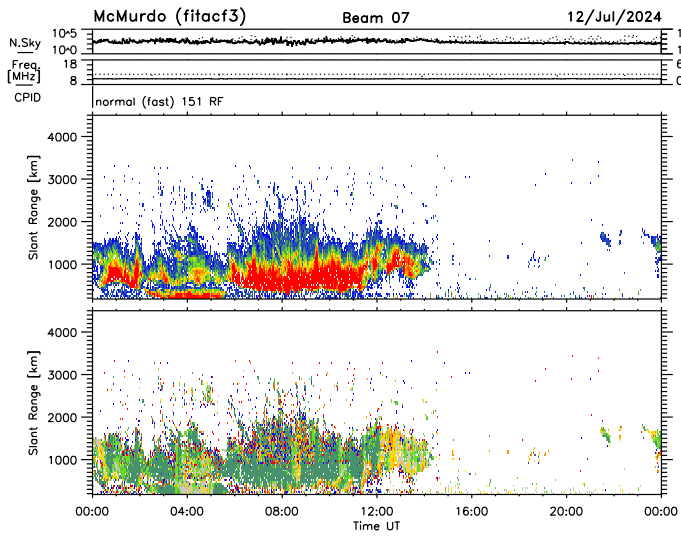 McMurdo (fitacf3) Beam 07 12/Jul/2024
N.Sky 10^5 10^0
Freq. [MHz] 18 8 6
CPID normal (fast) 151 RF
Slant Range [km] 4000 3000 2000 1000
Slant Range [km] 4000 3000 2000 1000
00:00 04:00 08:00 12:00 16:00 20:00 00:00
Time UT